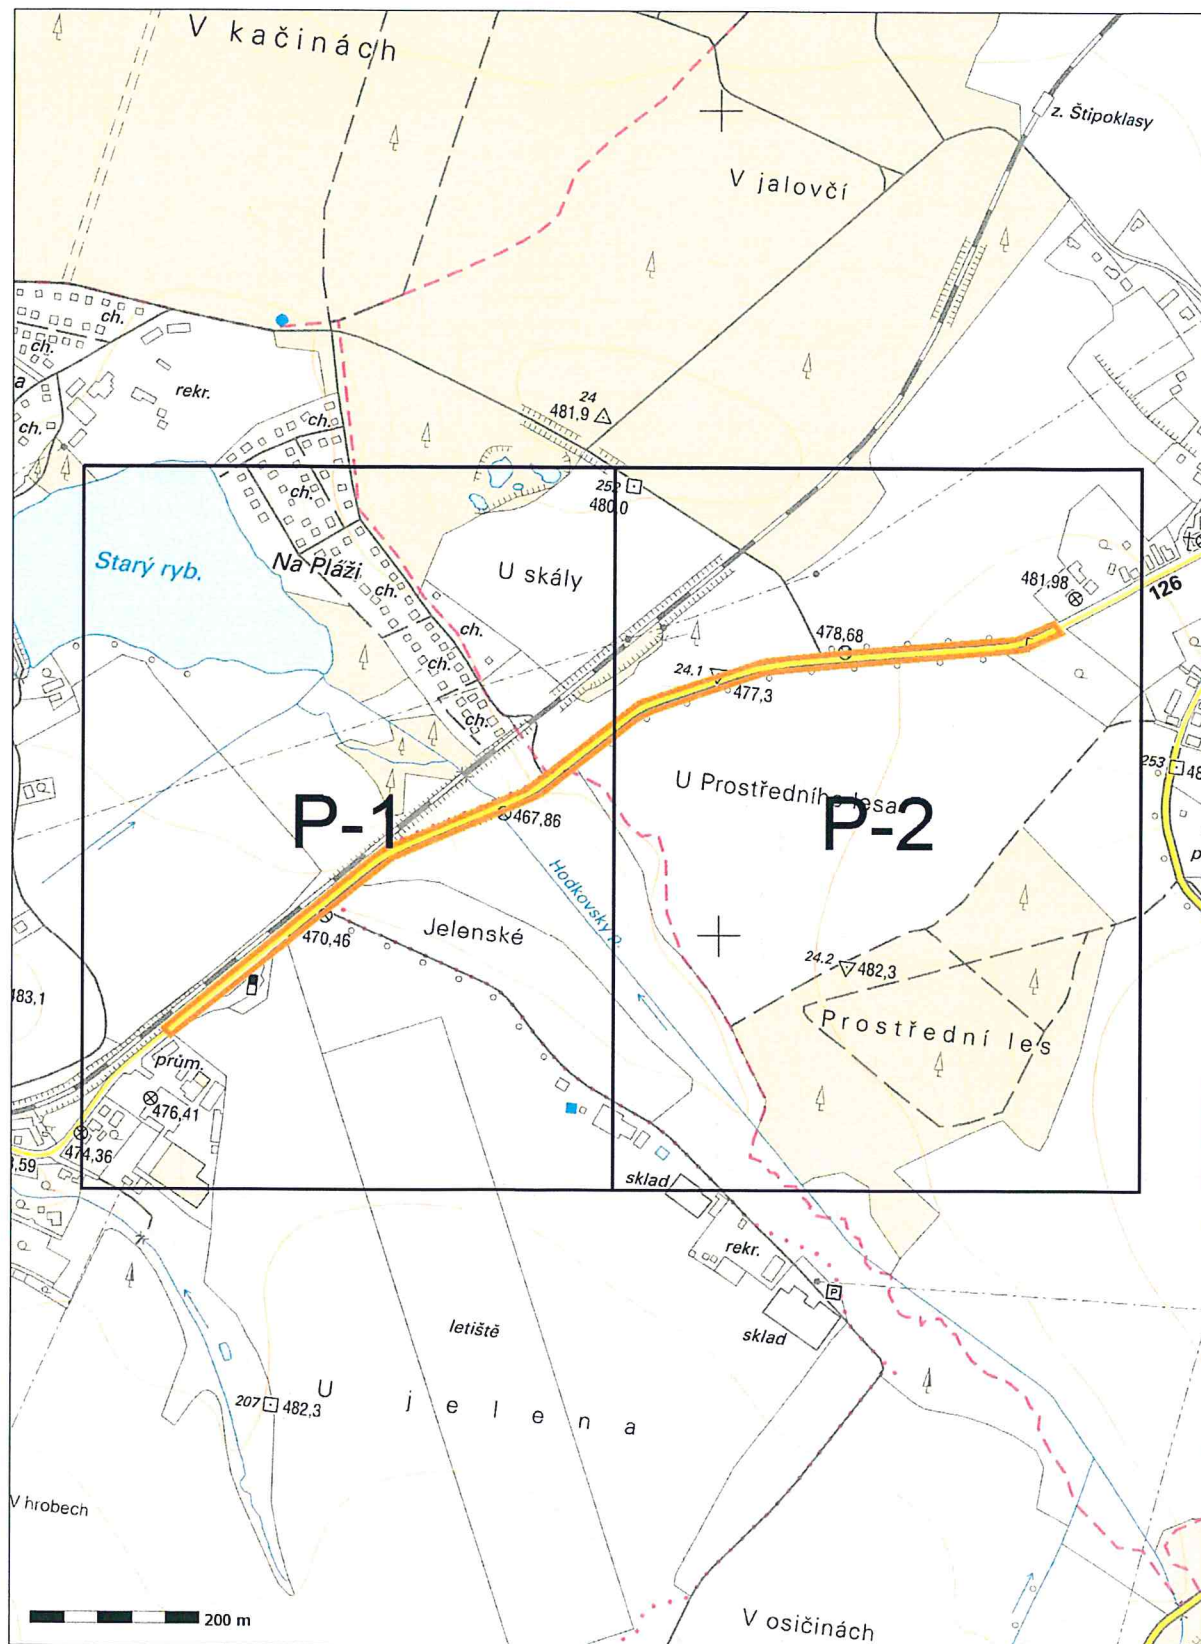 V kačinách
z. Štipoklasy
V jalovčí
ch.
ch.
a
rekr.
24
481,9
ch.
ch.
ch.
252
480,0
Starý ryb.
Na Pláži
U skály
ch.
481,98
126
ch.
478,68
ch.
24.1
477,3
ch.
253
48
U Prostředního lesa
P-1
467,86
P-2
p
Hodkovský p.
Jelenské
470,46
24.2
482,3
483,1
Prostřední les
prům.
476,41
474,36
,59
sklad
rekr.
P
letiště
sklad
U jelena
207
482,3
V hrobech
200 m
V osičinách